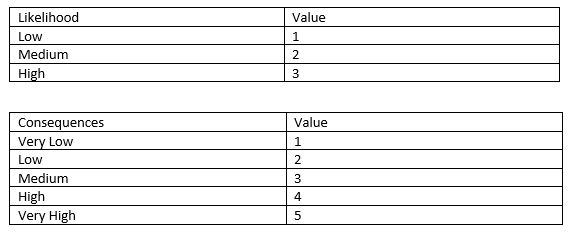 Likelihood Value
Low 1
Medium 2
High 3
Consequences Value
Very Low 1
Low 2
Medium 3
High 4
Very High 5